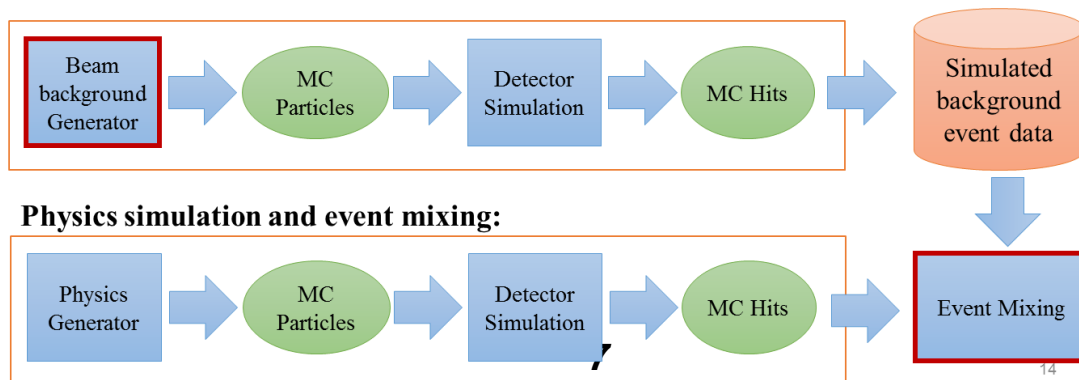 Beam
background
Generator
MC
Particles
Detector
Simulation
MC Hits
Simulated
background
event data
Physics simulation and event mixing:
Physics
Generator
MC
Particles
Detector
Simulation
MC Hits
Event Mixing
7
14